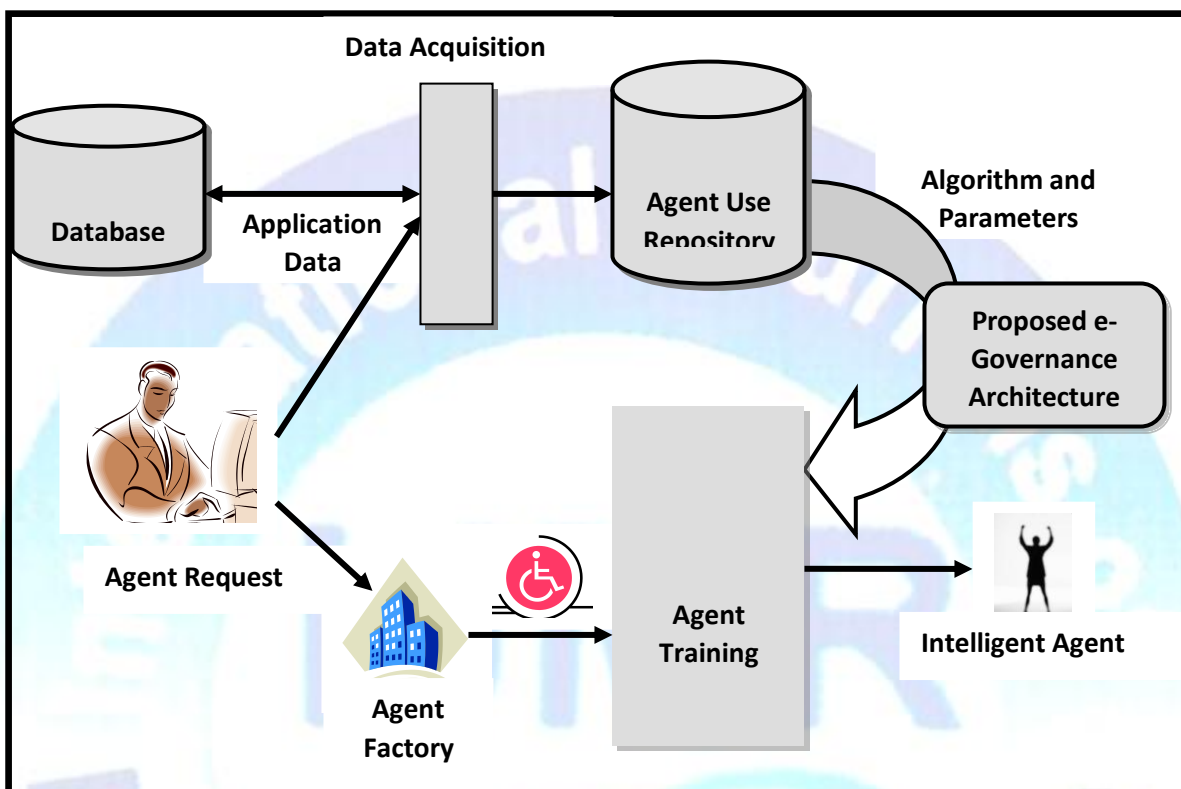 Data Acquisition
Database
Application
Data
Agent Use
Repository
Algorithm and
Parameters
Proposed e-
Governance
Architecture
Agent Request
Agent
Factory
Agent
Training
Intelligent Agent